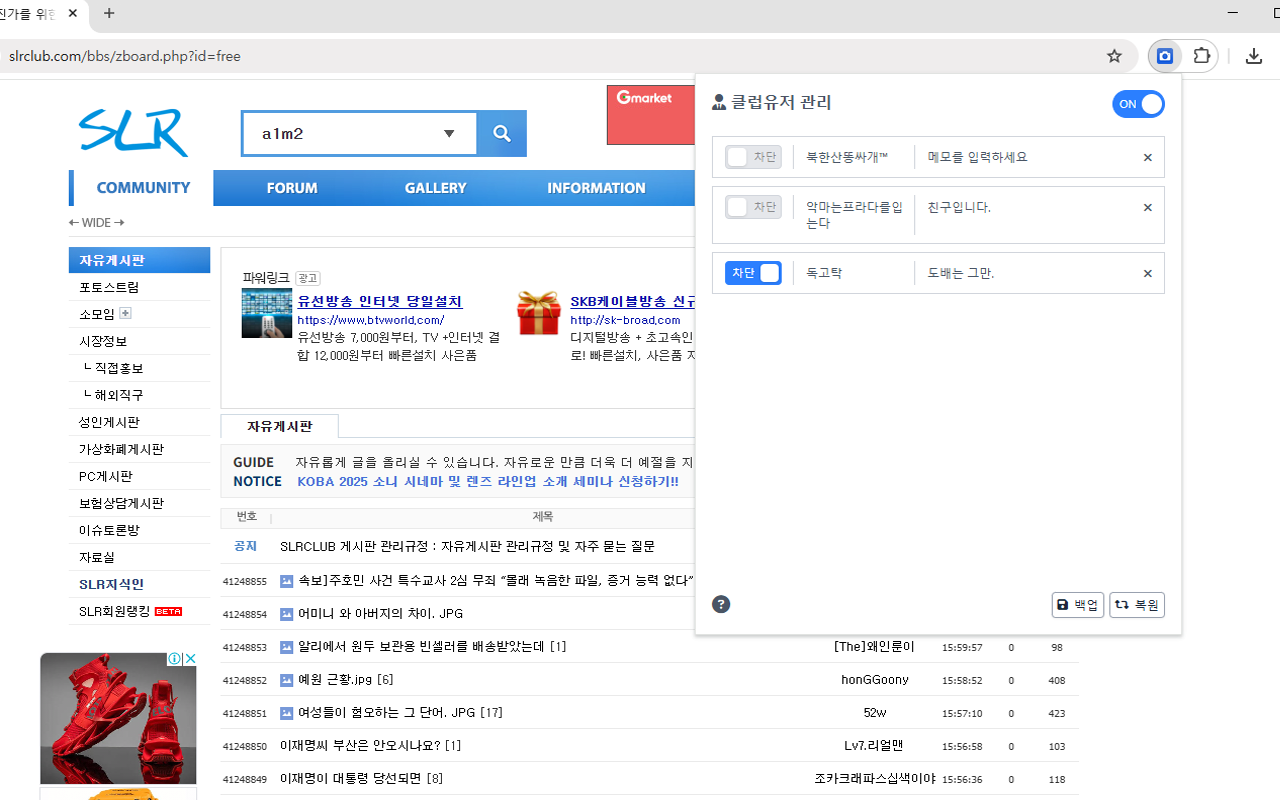 진가를 위한
slrclub.com/bbs/zboard.php?id=free
SLR
a1m2
Gmarket
COMMUNITY
FORUM
GALLERY
INFORMATION
← WIDE →
자유게시판
포토스트림
소모임
시장정보
┗ 직접홍보
┗ 해외직구
성인게시판
가상화폐게시판
PC게시판
보험상담게시판
이슈토론방
자료실
SLR지식인
SLR회원랭킹 BETA
파워링크 광고
유선방송 인터넷 당일설치
https://www.btvworld.com/
유선방송 7,000원부터, TV +인터넷 결
합 12,000원부터 빠른설치 사은품
SKB케이블방송 신규
http://sk-broad.com
디지털방송 + 초고속인
로! 빠른설치, 사은품 지
자유게시판
GUIDE 자유롭게 글을 올리실 수 있습니다. 자유로운 만큼 더욱 더 예절을 지
NOTICE KOBA 2025 소니 시네마 및 렌즈 라인업 소개 세미나 신청하기!!
번호 제목
공지 SLRCLUB 게시판 관리규정 : 자유게시판 관리규정 및 자주 묻는 질문
41248855 속보]주호민 사건 특수교사 2심 무죄 “몰래 녹음한 파일, 증거 능력 없다”
41248854 어머니 와 아버지의 차이. JPG
41248853 알리에서 원두 보관용 빈셀러를 배송받았는데 [1] [The]왜인룬이 15:59:57 0 98
41248852 예원 근황.jpg [6] honGGoony 15:58:52 0 408
41248851 여성들이 혐오하는 그 단어. JPG [17] 52w 15:57:10 0 423
41248850 이재명씨 부산은 안오시나요? [1] Lv7.리얼맨 15:56:58 0 103
41248849 이재명이 대통령 당선되면 [8] 조카크래파스십색이야 15:56:36 0 118
클럽유저 관리
ON
차단 북한산똥싸개™ 메모를 입력하세요
차단 악마는프라다를입
는다 친구입니다.
차단 독고탁 도배는 그만.
?
백업
복원